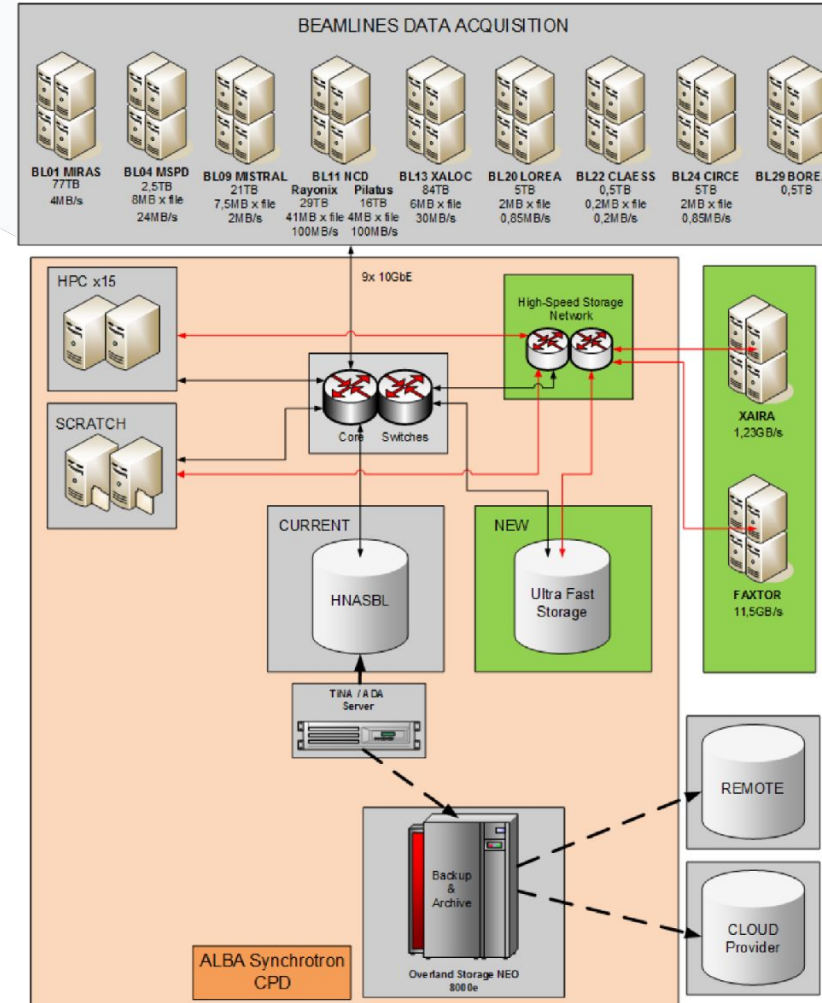 BEAMLINES DATA ACQUISITION
BL01 MIRAS
77TB
4MB/s
BL04 MSPD
2,5TB
8MB x file
24MB/s
BL09 MISTRAL
21TB
7,5MB x file
2MB/s
BL11 NCD
Rayonix Pilatus
29TB 16TB
41MB x file 4MB x file
100MB/s 100MB/s
BL13 XALOC
84TB
6MB x file
30MB/s
BL20 LOREA
5TB
2MB x file
0,85MB/s
BL22 CLAESS
0,5TB
0,2MB x file
0,2MB/s
BL24 CIRCE
5TB
2MB x file
0,85MB/s
BL29
0,5TB
9x 10GbE
HPC x15
High-Speed Storage
Network
SCRATCH
Core Switches
XAIRA
1,23GB/s
CURRENT
HNASBL
NEW
Ultra Fast
Storage
FAXTOR
11,5GB/s
TiNA / ADA
Server
REMOTE
Backup
&
Archive
CLOUD
Provider
ALBA Synchrotron
CPD
Overland Storage NEO
8000e